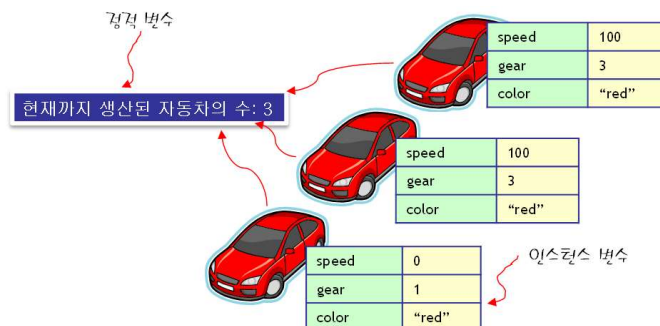 정적 변수
현재까지 생산된 자동차의 수: 3
speed 100
gear 3
color “red”
speed 100
gear 3
color “red”
speed 0
gear 1
color “red”
인스턴스 변수